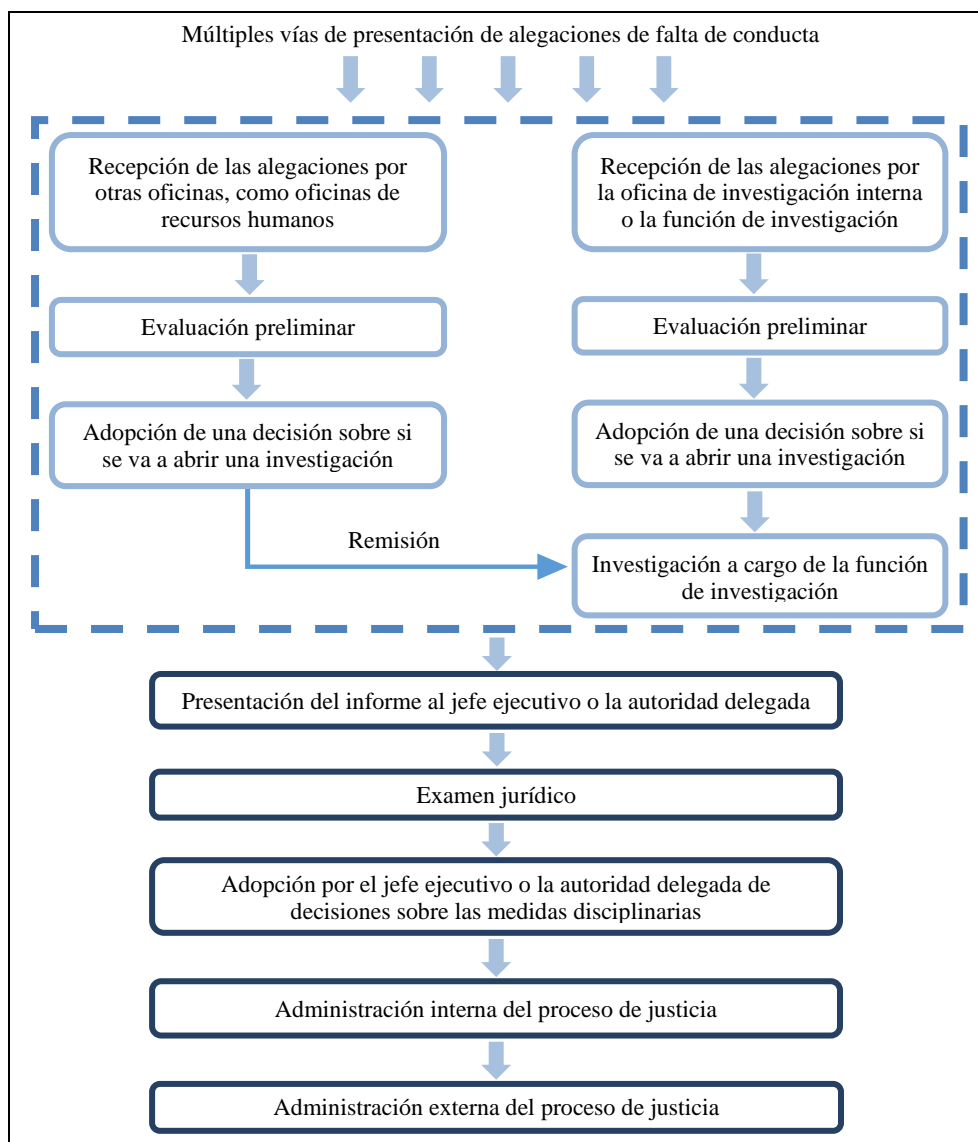 Múltiples vías de presentación de alegaciones de falta de conducta
Recepción de las alegaciones por
otras oficinas, como oficinas de
recursos humanos
Evaluación preliminar
Adopción de una decisión sobre si
se va a abrir una investigación
Recepción de las alegaciones por
la oficina de investigación interna
o la función de investigación
Evaluación preliminar
Adopción de una decisión sobre si
se va a abrir una investigación
Remisión
Investigación a cargo de la función
de investigación
Presentación del informe al jefe ejecutivo o la autoridad delegada
Examen jurídico
Adopción por el jefe ejecutivo o la autoridad delegada de
decisiones sobre las medidas disciplinarias
Administración interna del proceso de justicia
Administración externa del proceso de justicia